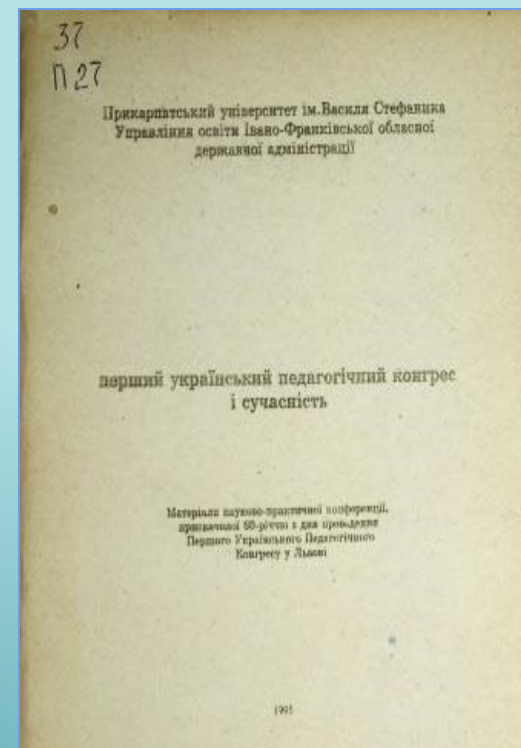 37
П 27
Прикарпатський університет ім.Василя Стефаника
Управління освіти Івано-Франківської обласної
державної адміністрації
перший український педагогічний конгрес
і сучасність
Матеріали науково-практичної конференції,
присвяченої 60-річчю з дня проведення
Першого Українського Педагогічного
Конгресу у Львові
1995